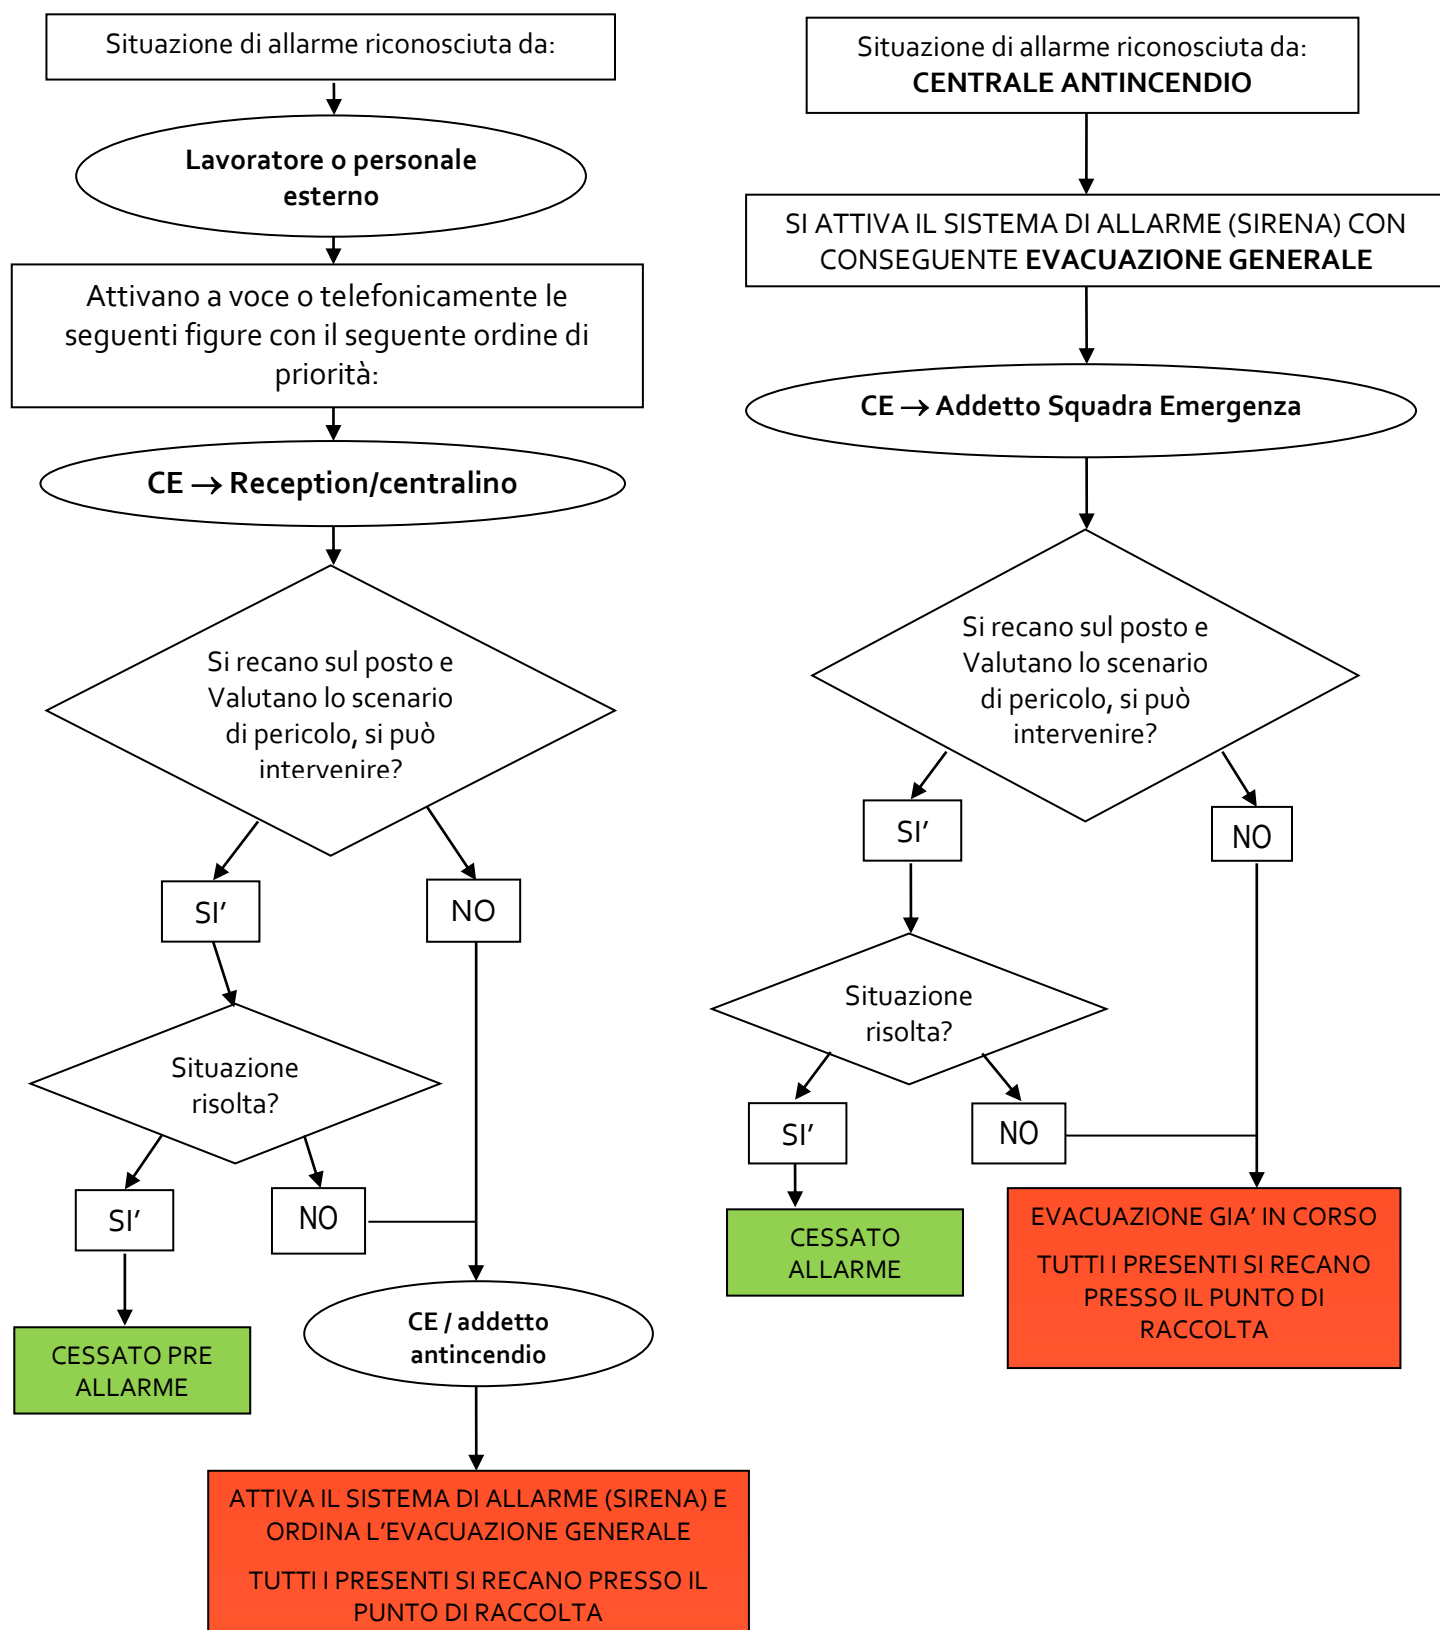 Situazione di allarme riconosciuta da:
Lavoratore o personale
esterno
Attivano a voce o telefonicamente le
seguenti figure con il seguente ordine di
priorità:
CE → Reception/centralino
Si recano sul posto e
Valutano lo scenario
di pericolo, si può
intervenire?
SI’
NO
Situazione
risolta?
SI’
NO
CESSATO PRE
ALLARME
CE / addetto
antincendio
ATTIVA IL SISTEMA DI ALLARME (SIRENA) E
ORDINA L’EVACUAZIONE GENERALE
TUTTI I PRESENTI SI RECANO PRESSO IL
PUNTO DI RACCOLTA
Situazione di allarme riconosciuta da:
CENTRALE ANTINCENDIO
SI ATTIVA IL SISTEMA DI ALLARME (SIRENA) CON
CONSEGUENTE EVACUAZIONE GENERALE
CE → Addetto Squadra Emergenza
Si recano sul posto e
Valutano lo scenario
di pericolo, si può
intervenire?
SI’
NO
Situazione
risolta?
SI’
NO
CESSATO
ALLARME
EVACUAZIONE GIA’ IN CORSO
TUTTI I PRESENTI SI RECANO
PRESSO IL PUNTO DI
RACCOLTA